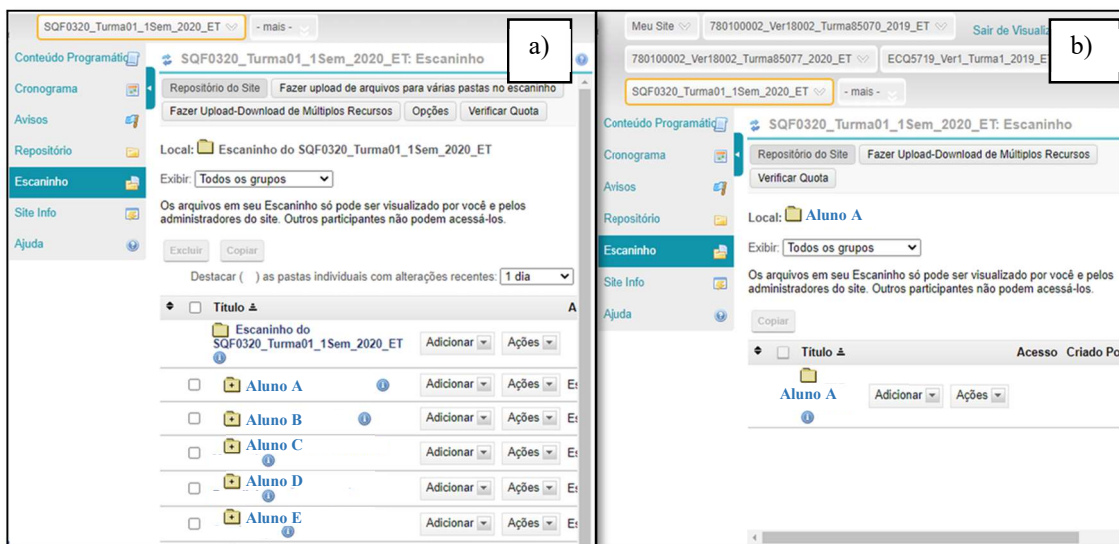 SQF0320_Turma01_1Sem_2020_ET
- mais -
a)
Conteúdo Programátic
Cronograma
Avisos
Repositório
Escaninho
Site Info
Ajuda
SQF0320_Turma01_1Sem_2020_ET: Escaninho
Repositório do Site Fazer upload de arquivos para várias pastas no escaninho
Fazer Upload-Download de Múltiplos Recursos Opções Verificar Quota
Local: Escaninho do SQF0320_Turma01_1Sem_2020_ET
Exibir: Todos os grupos
Os arquivos em seu Escaninho só pode ser visualizado por você e pelos
administradores do site. Outros participantes não podem acessá-los.
Excluir Copiar
Destacar ( ) as pastas individuais com alterações recentes: 1 dia
Título A
Escaninho do
SQF0320_Turma01_1Sem_2020_ET Adicionar Ações
Aluno A Adicionar Ações
Aluno B Adicionar Ações
Aluno C Adicionar Ações
Aluno D Adicionar Ações
Aluno E Adicionar Ações
Meu Site 780100002_Ver18002_Turma85070_2019_ET Sair de
b)
780100002_Ver18002_Turma85077_2020_ET ECQ5719_Ver1_Turma1_2019_E
SQF0320_Turma01_1Sem_2020_ET - mais -
Conteúdo Programátic
Cronograma
Avisos
Repositório
Escaninho
Site Info
Ajuda
SQF0320_Turma01_1Sem_2020_ET: Escaninho
Repositório do Site Fazer Upload-Download de Múltiplos Recursos
Verificar Quota
Local: Aluno A
Exibir: Todos os grupos
Os arquivos em seu Escaninho só pode ser visualizado por você e pelos
administradores do site. Outros participantes não podem acessá-los.
Copiar
Título Acesso Criado Po
Aluno A Adicionar Ações